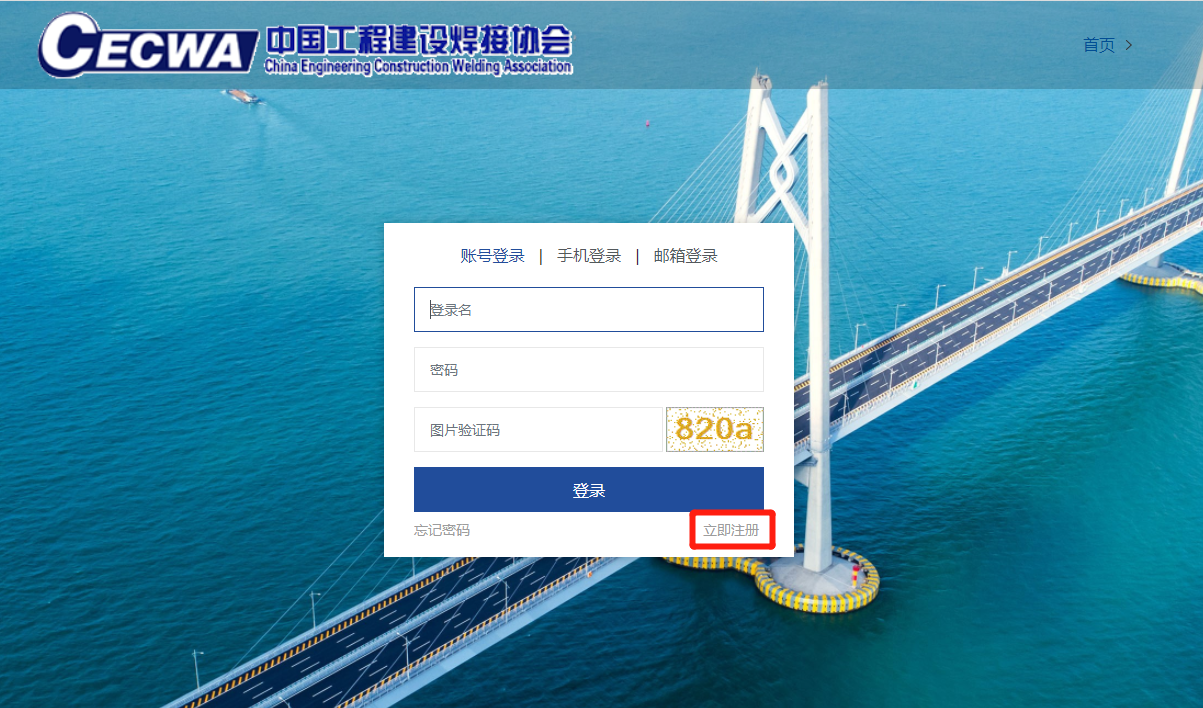 CECWA 中国工程建设焊接协会
China Engineering Construction Welding Association
首页 >
账号登录 | 手机登录 | 邮箱登录
登录名
密码
图片验证码 820a
登录
忘记密码 立即注册